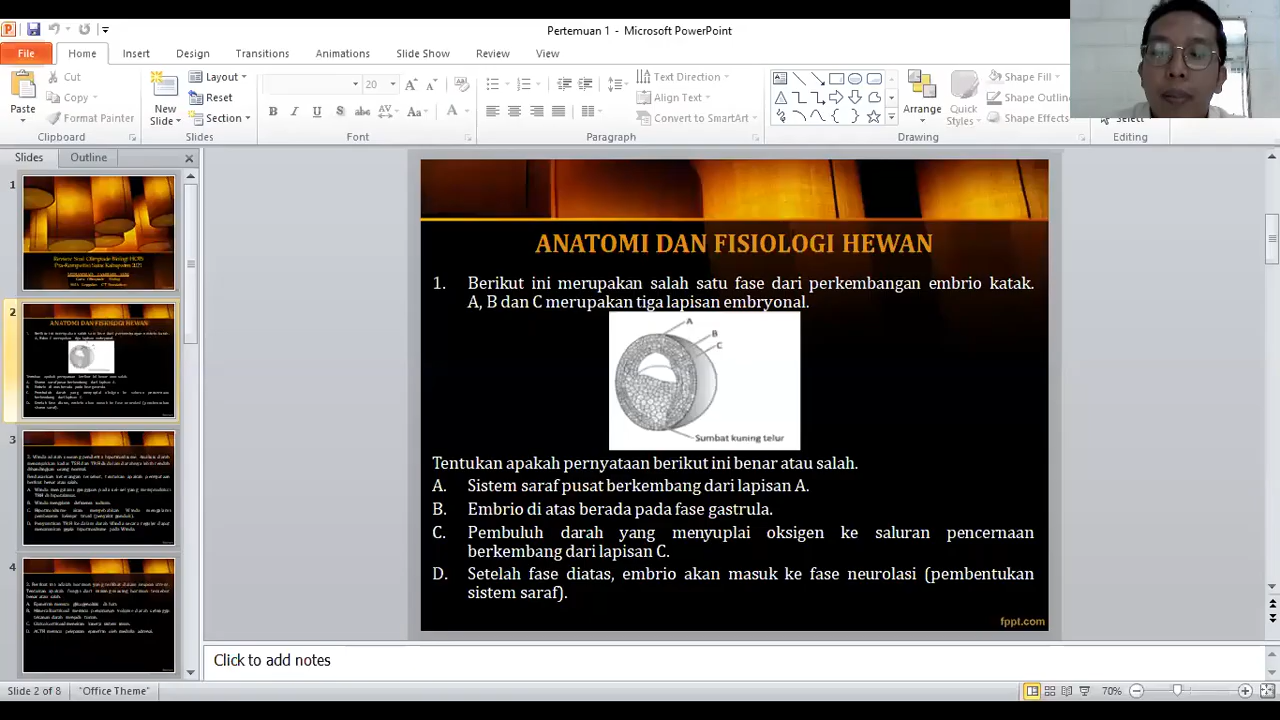 Pertemuan 1 - Microsoft PowerPoint
File
Home
Insert
Design
Transitions
Animations
Slide Show
Review
View
Paste
Cut
Copy
Format Painter
Clipboard
New
Slide
Layout
Reset
Section
Slides
20
Font
Text Direction
Align Text
Convert to SmartArt
Paragraph
Arrange
Quick
Styles
Shape Fill
Shape Outline
Shape Effects
Drawing
Select
Editing
Slides
Outline
1
2
3
4
ANATOMI DAN FISIOLOGI HEWAN
1. Berikut ini merupakan salah satu fase dari perkembangan embrio katak.
A, B dan C merupakan tiga lapisan embryonal.
A
B
C
Sumbat kuning telur
Tentukan apakah pernyataan berikut ini benar atau salah.
A. Sistem saraf pusat berkembang dari lapisan A.
B. Embrio di atas berada pada fase gastrula.
C. Pembuluh darah yang menyuplai oksigen ke saluran pencernaan
berkembang dari lapisan C.
D. Setelah fase diatas, embrio akan masuk ke fase neurolasi (pembentukan
sistem saraf).
fppt.com
Click to add notes
Slide 2 of 8
"Office Theme"
70%